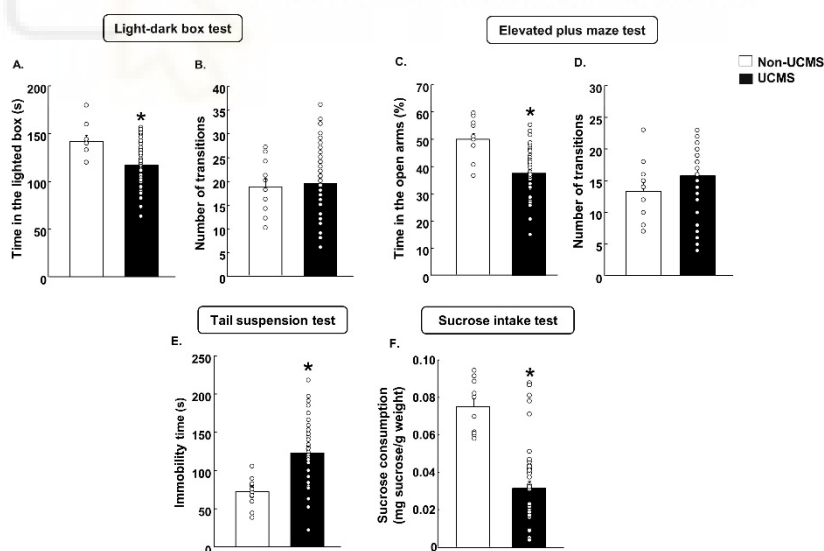 Light-dark box test
Elevated plus maze test
Non-UCMS
UCMS
A.
Time in the lighted box (s)
200
150
100
50
0
*
B.
Number of transitions
40
35
30
25
20
15
10
5
0
C.
Time in the open arms (%)
70
60
50
40
30
20
10
0
*
D.
Number of transitions
30
25
20
15
10
5
0
Tail suspension test
Sucrose intake test
E.
Immobility time (s)
250
200
150
100
50
0
*
F.
Sucrose consumption
(mg sucrose/g weight)
0.10
0.08
0.06
0.04
0.02
0
*